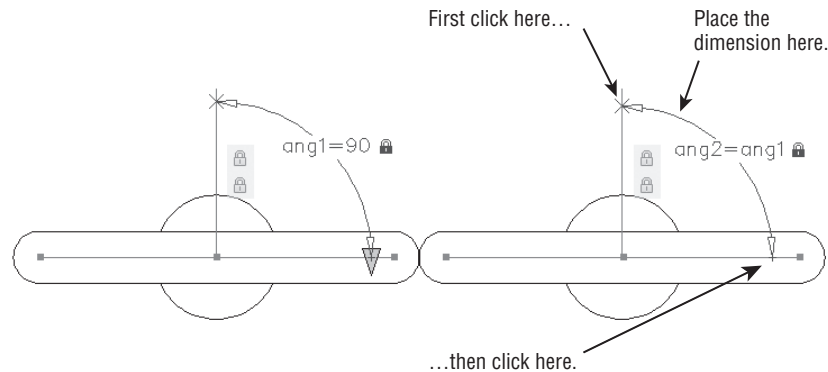 First click here…
Place the
dimension here.
ang1=90
ang2=ang1
…then click here.